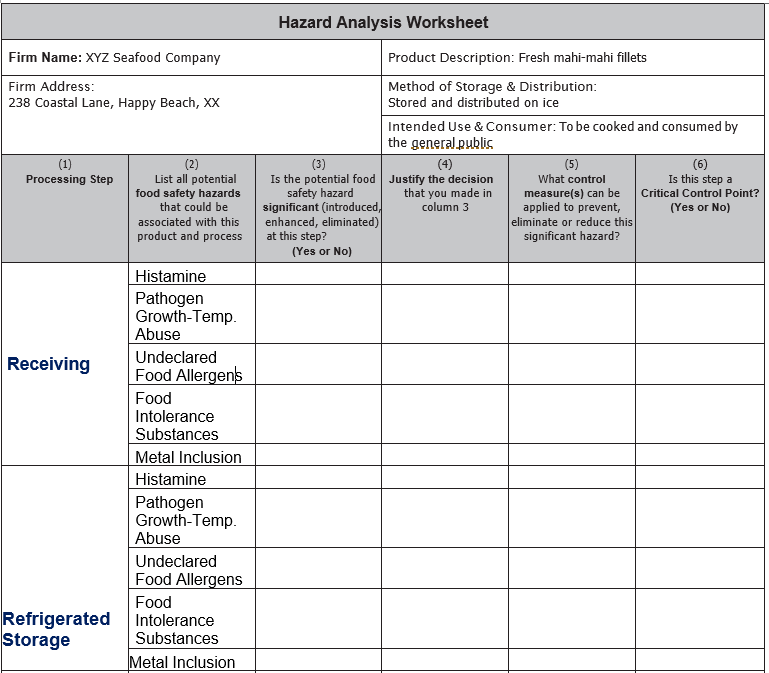 Hazard Analysis Worksheet
Firm Name: XYZ Seafood Company
Product Description: Fresh mahi-mahi fillets
Firm Address:
238 Coastal Lane, Happy Beach, XX
Method of Storage & Distribution:
Stored and distributed on ice
Intended Use & Consumer: To be cooked and consumed by
the general public
(1)
Processing Step
(2)
List all potential
food safety hazards
that could be
associated with this
product and process
(3)
Is the potential food
safety hazard
significant (introduced,
enhanced, eliminated)
at this step?
(Yes or No)
(4)
Justify the decision
that you made in
column 3
(5)
What control
measure(s) can be
applied to prevent,
eliminate or reduce this
significant hazard?
(6)
Is this step a
Critical Control Point?
(Yes or No)
Receiving
Histamine
Pathogen
Growth-Temp.
Abuse
Undeclared
Food Allergens
Food
Intolerance
Substances
Metal Inclusion
Refrigerated
Storage
Histamine
Pathogen
Growth-Temp.
Abuse
Undeclared
Food Allergens
Food
Intolerance
Substances
Metal Inclusion